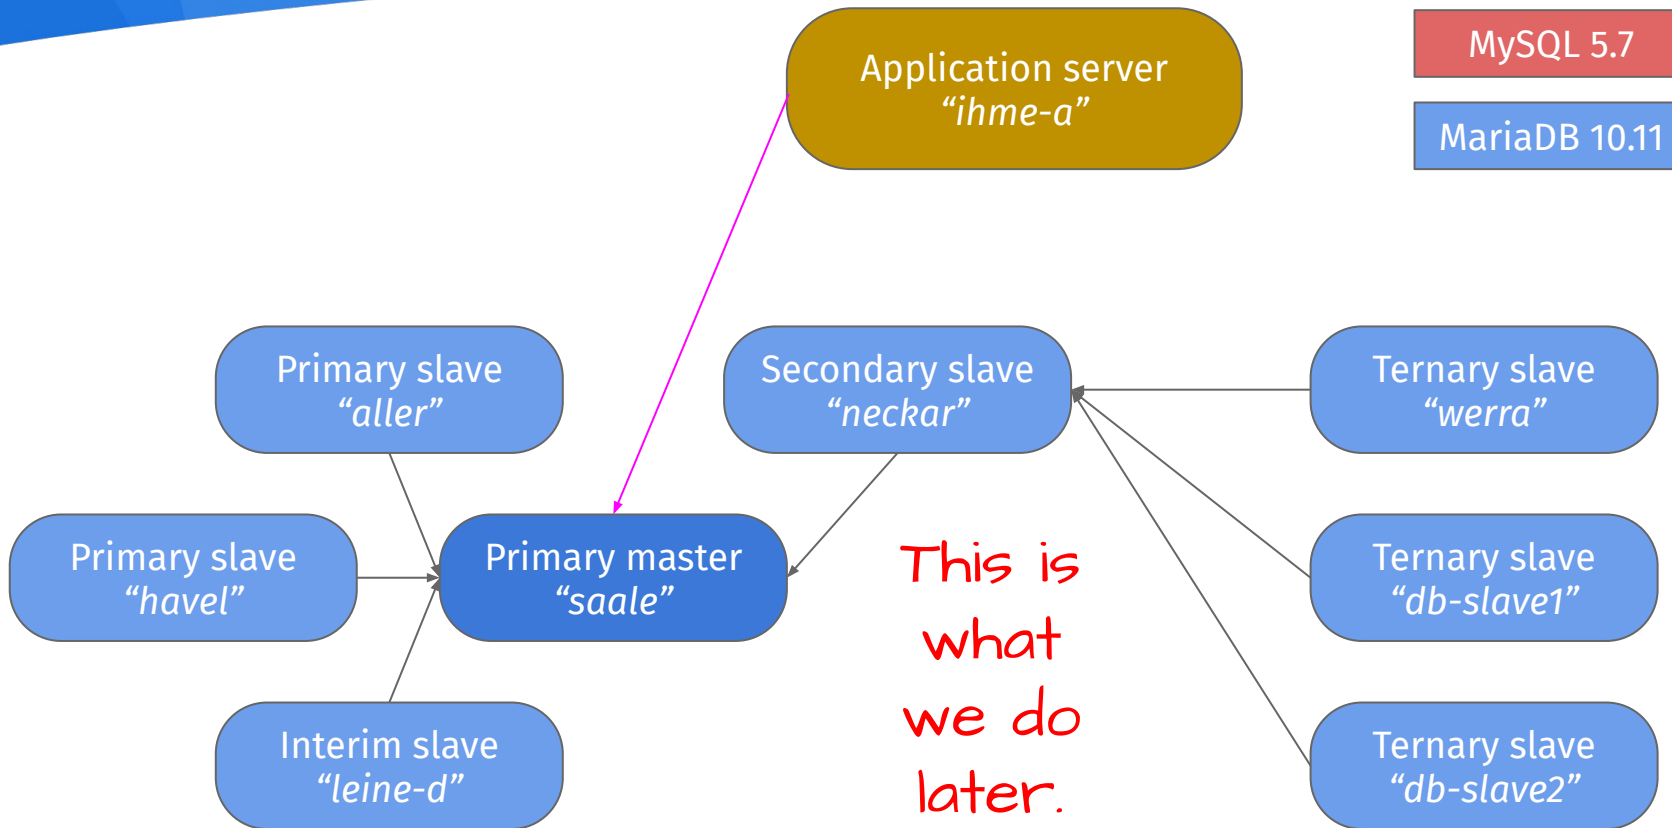 Application server
“ihme-a”
MySQL 5.7
MariaDB 10.11
Primary slave
“aller”
Secondary slave
“neckar”
Ternary slave
“werra”
Primary slave
“havel”
Primary master
“saale”
This is
what
we do
later.
Ternary slave
“db-slave1”
Interim slave
“leine-d”
Ternary slave
“db-slave2”